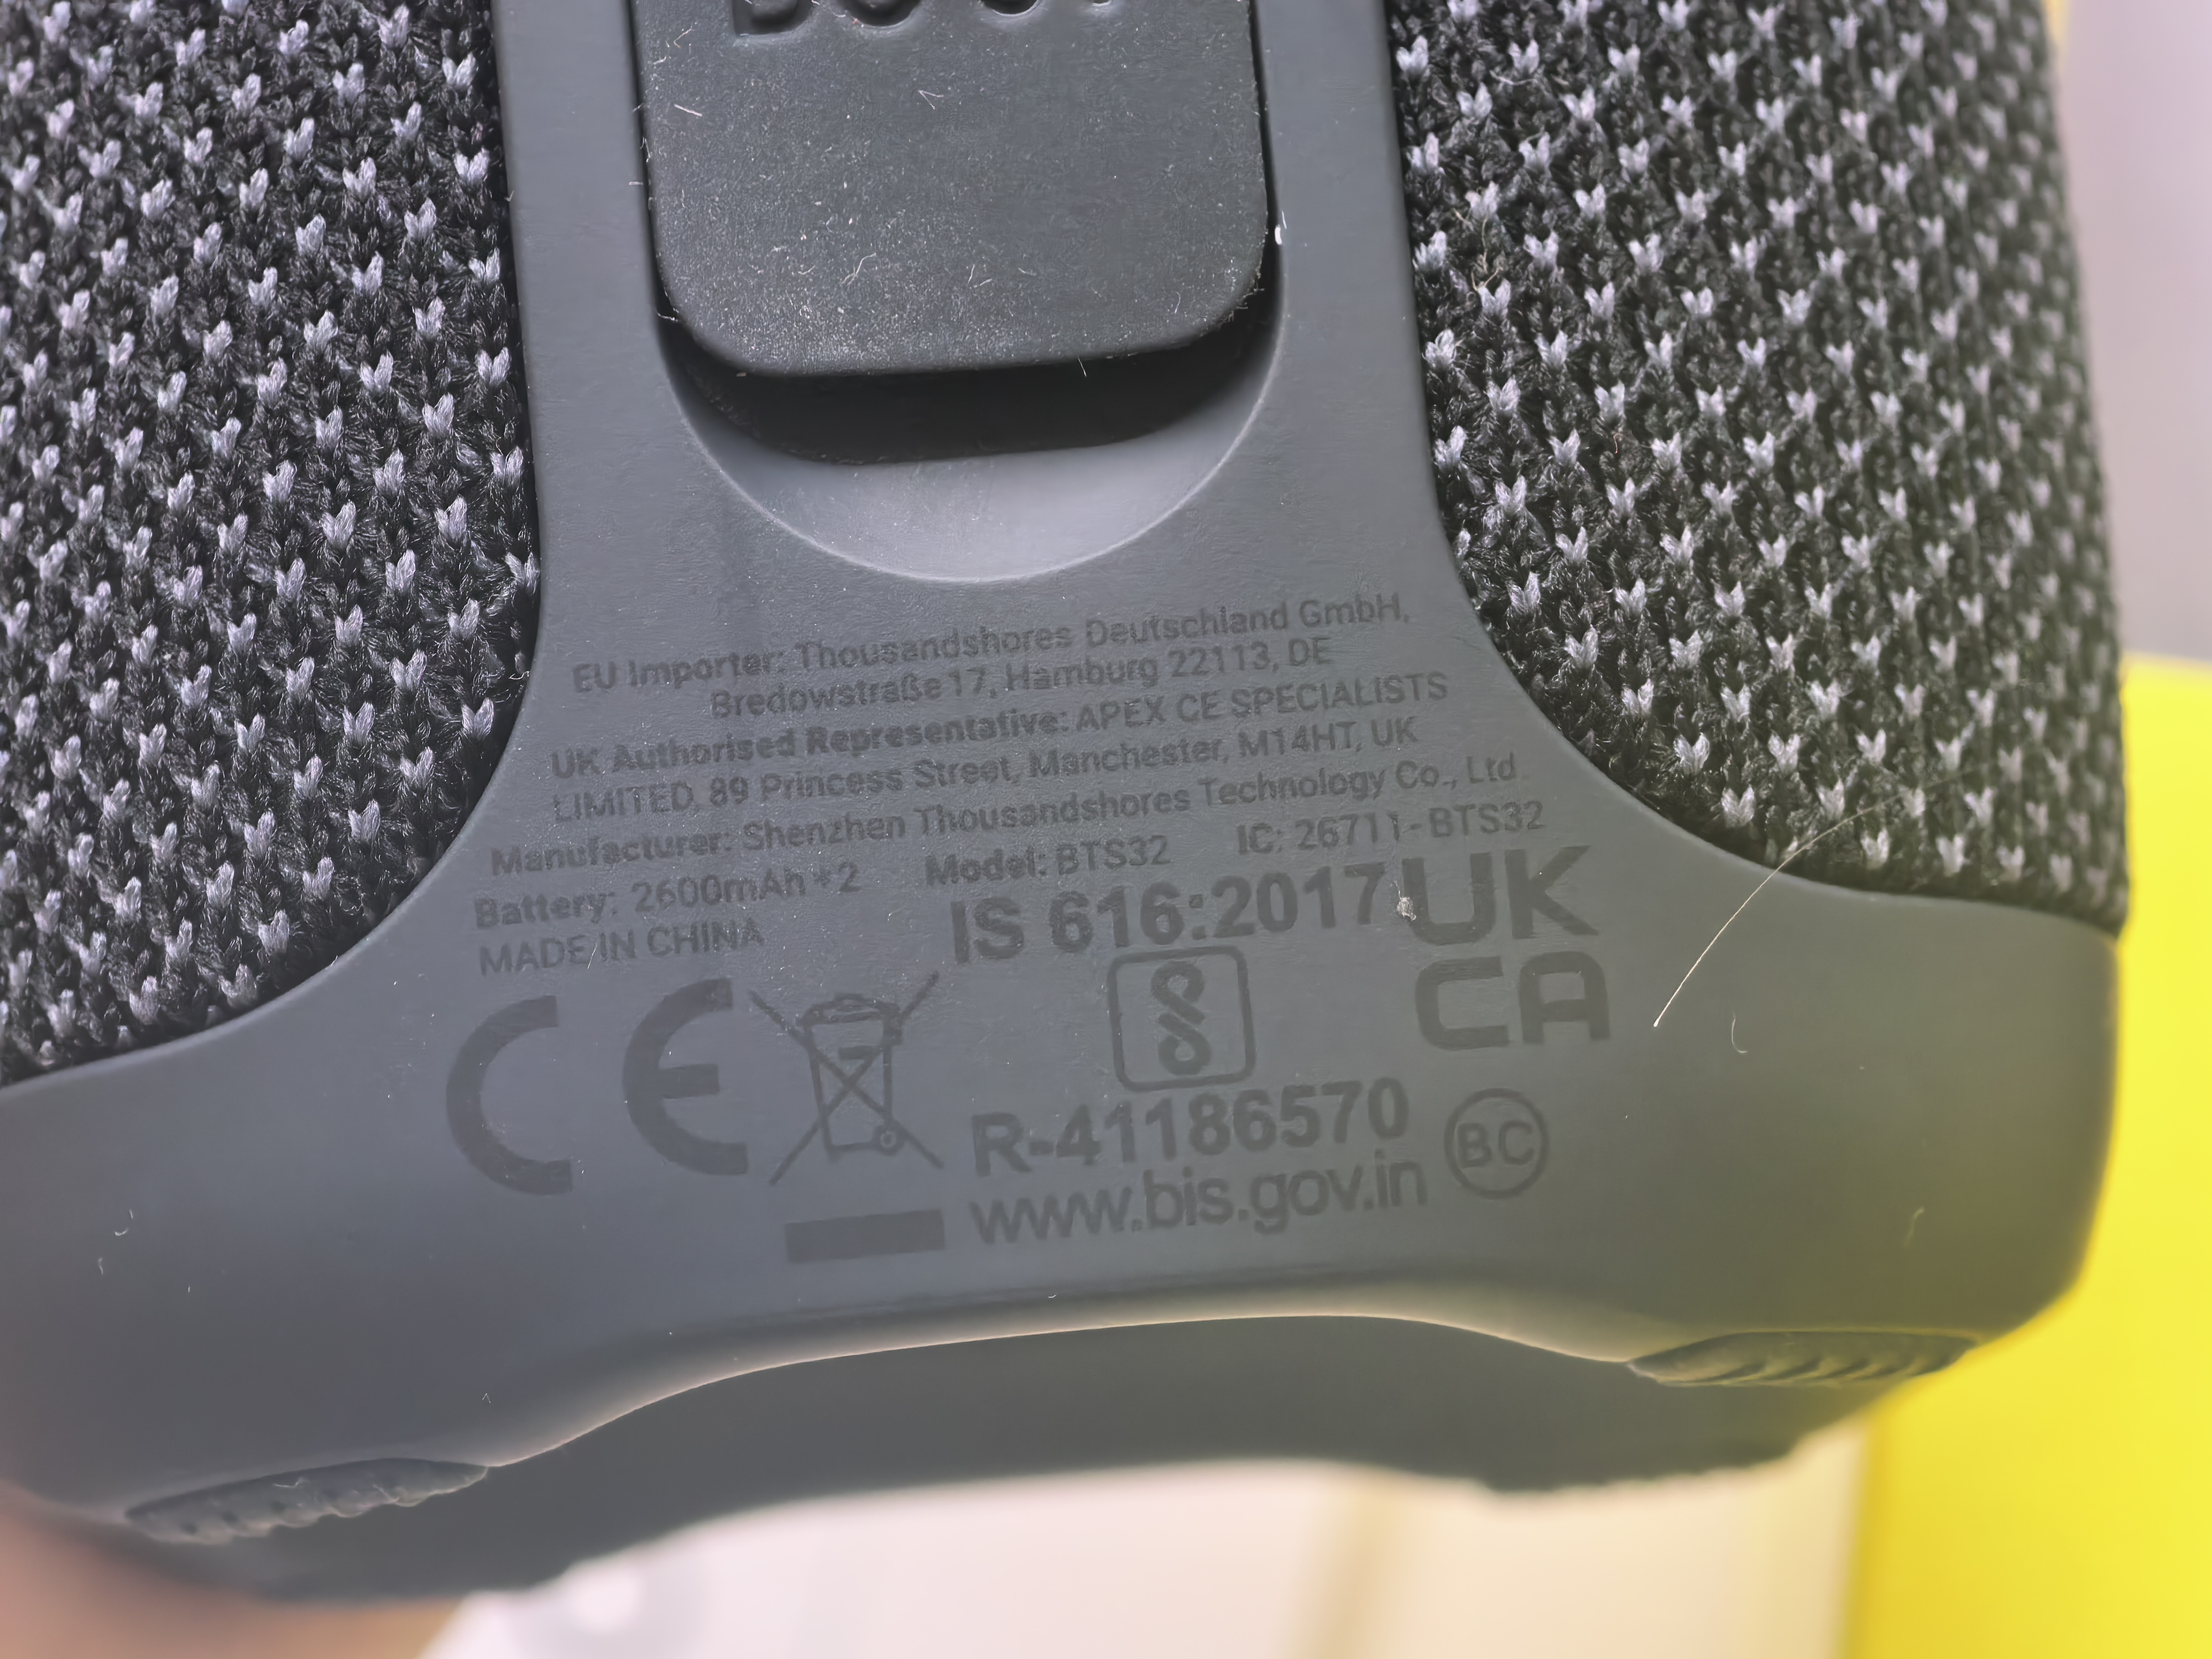 EU Importer: Thousandshores Deutschland GmbH,
Bredowstraße 17, Hamburg 22113, DE
UK Authorised Representative: APEX CE SPECIALISTS
LIMITED. 89 Princess Street, Manchester, M14HT, UK
Manufacturer: Shenzhen Thousandshores Technology Co., Ltd.
Battery: 2600mAh*2 Model: BTS32 IC: 26711-BTS32
MADE IN CHINA
IS 616:2017
UK
CA
CE
R-41186570
BC
www.bis.gov.in